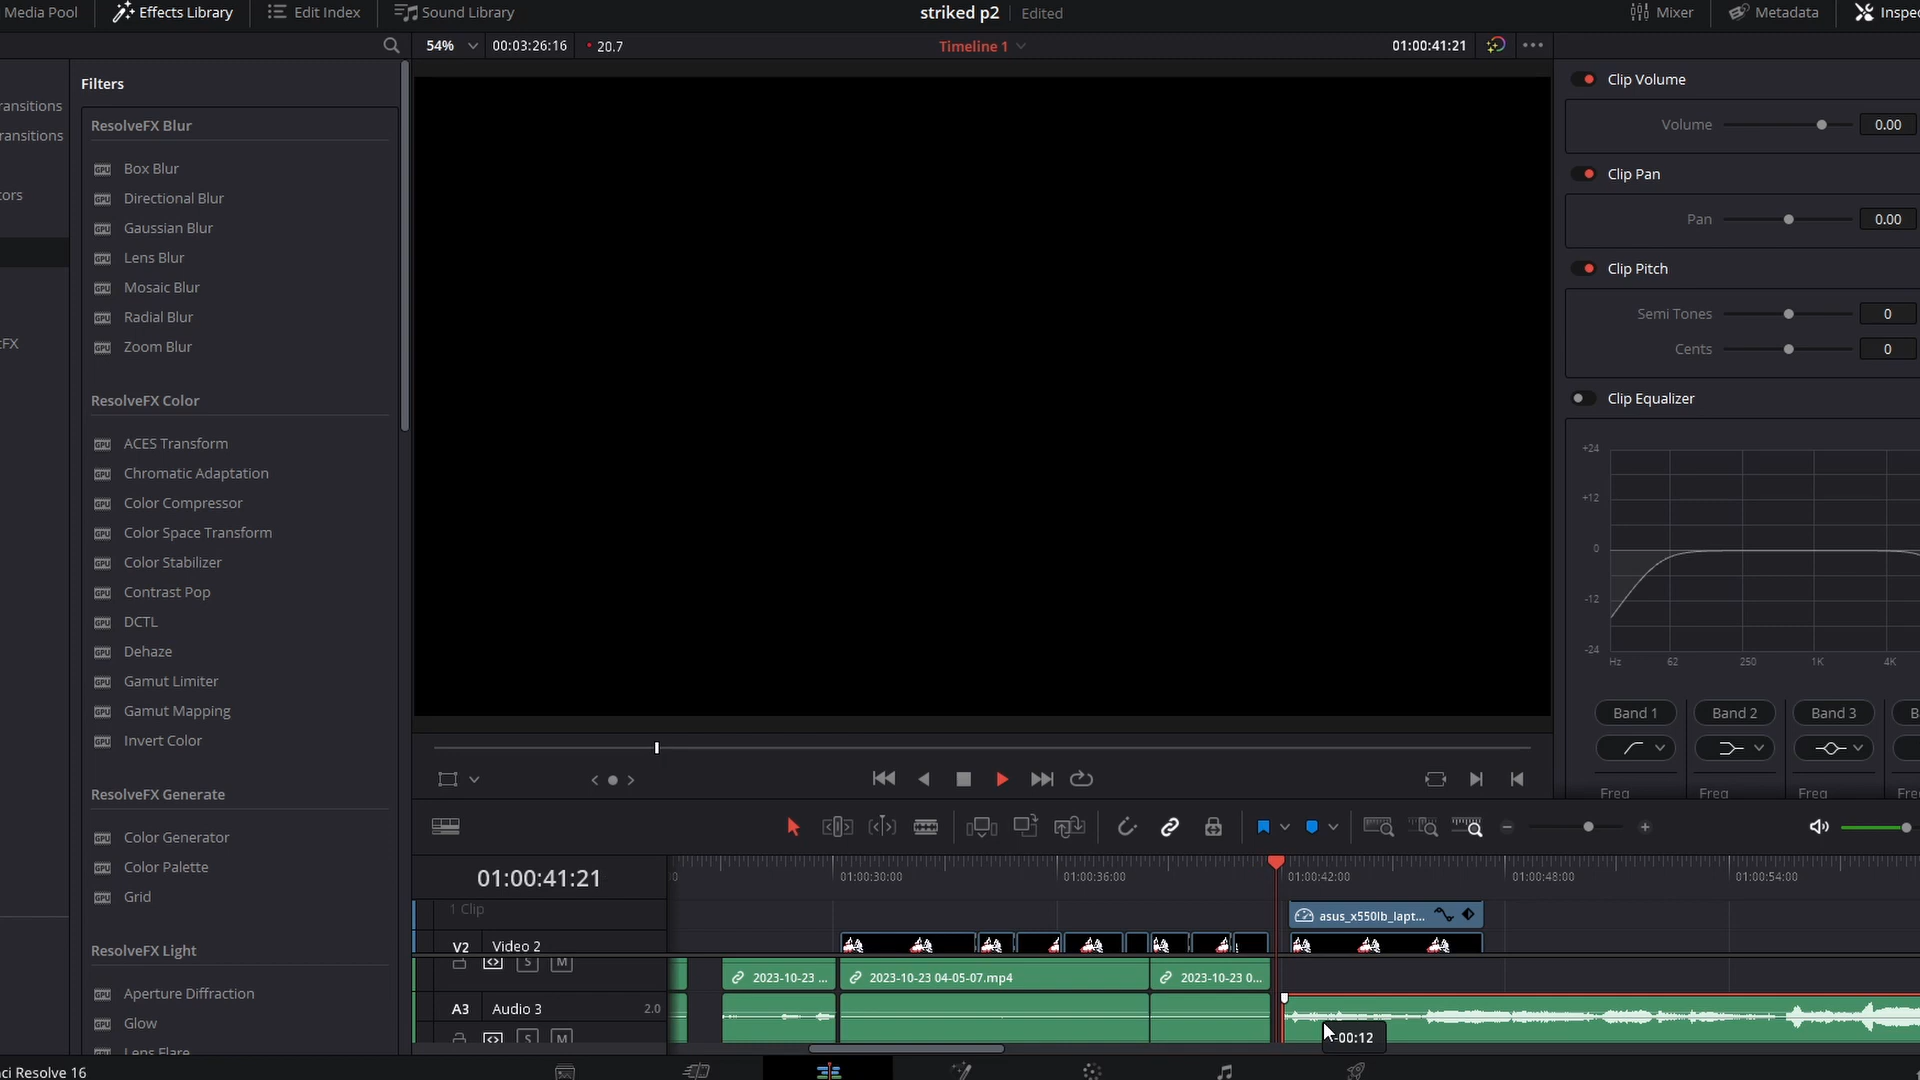 Media Pool
Effects Library
Edit Index
Sound Library
striked p2
Edited
Mixer
Metadata
Inspe
54%
00:03:26:16
20.7
Timeline 1
01:00:41:21
ransitions
ransitions
tors
FX
Filters
ResolveFX Blur
Box Blur
Directional Blur
Gaussian Blur
Lens Blur
Mosaic Blur
Radial Blur
Zoom Blur
ResolveFX Color
ACES Transform
Chromatic Adaptation
Color Compressor
Color Space Transform
Color Stabilizer
Contrast Pop
DCTL
Dehaze
Gamut Limiter
Gamut Mapping
Invert Color
ResolveFX Generate
Color Generator
Color Palette
Grid
ResolveFX Light
Aperture Diffraction
Glow
Lens Flare
Clip Volume
Volume 0.00
Clip Pan
Pan 0.00
Clip Pitch
Semi Tones 0
Cents 0
Clip Equalizer
+24
+12
0
-12
-24
Hz 62 250 1K 4K
Band 1 Band 2 Band 3 B
Freq Freq Freq
01:00:41:21
01:00:30:00
01:00:36:00
01:00:42:00
01:00:48:00
01:00:54:00
1 Clip
asus_x550lb_lapt...
V2 Video 2
S M
2023-10-23 ...
2023-10-23 04-05-07.mp4
2023-10-23 0...
A3 Audio 3 2.0
S M
-00:12
ci Resolve 16